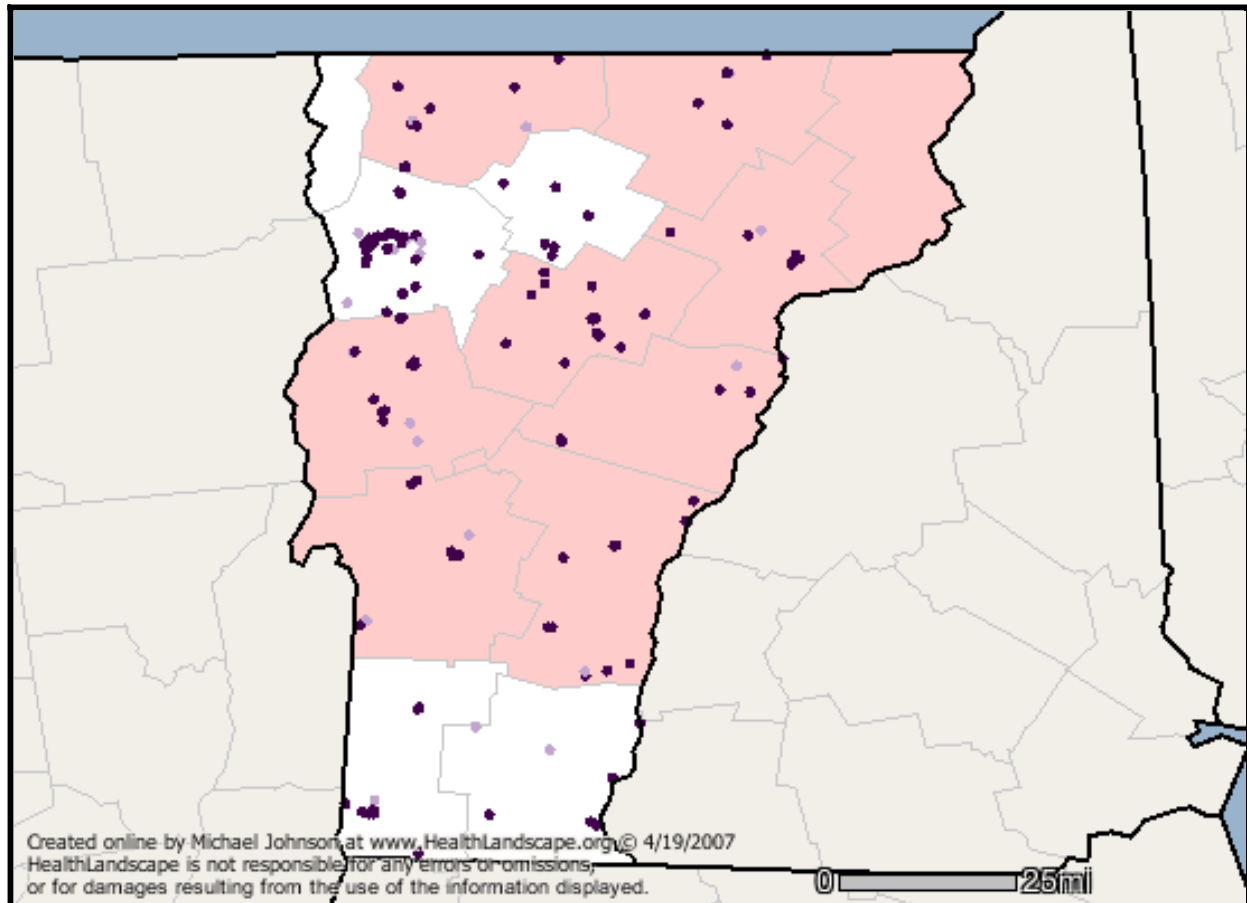 Created online by Michael Johnson at www.HealthLandscape.org © 4/19/2007
HealthLandscape is not responsible for any errors or omissions,
or for damages resulting from the use of the information displayed.
0 25mi